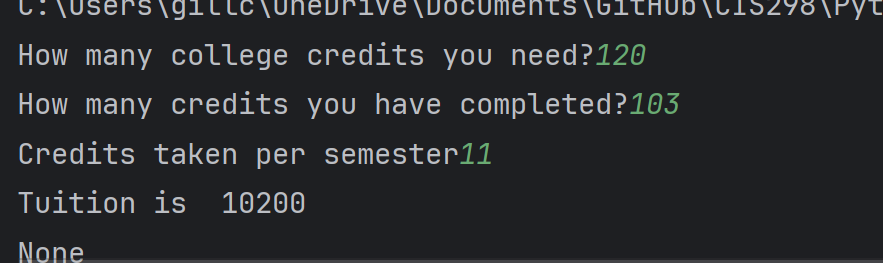 C:\Users\gillc\OneDrive\Documents\GitHub\CIS298\Pyt
How many college credits you need?120
How many credits you have completed?103
Credits taken per semester11
Tuition is  10200
None